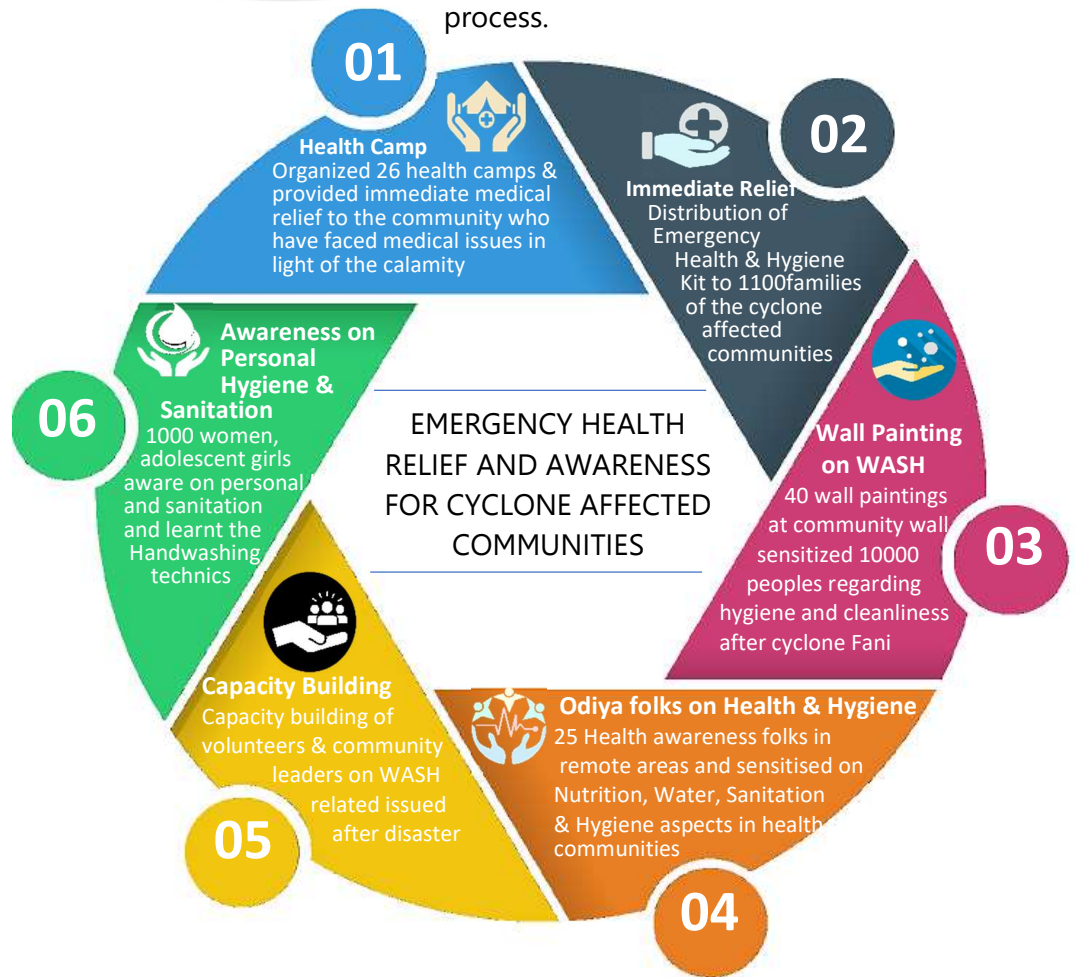 process.
01
Health Camp
Organized 26 health camps &
provided immediate medical
relief to the community who
have faced medical issues in
light of the calamity
02
Immediate Relief
Distribution of
Emergency
Health & Hygiene
Kit to 1100families
of the cyclone
affected
communities
03
Wall Painting
on WASH
40 wall paintings
at community wall
sensitized 10000
peoples regarding
hygiene and cleanliness
after cyclone Fani
04
Odiya folks on Health & Hygiene
25 Health awareness folks in
remote areas and sensitised on
Nutrition, Water, Sanitation
& Hygiene aspects in health
communities
05
Capacity Building
Capacity building of
volunteers & community
leaders on WASH
related issued
after disaster
06
Awareness on
Personal
Hygiene &
Sanitation
1000 women,
adolescent girls
aware on personal
and sanitation
and learnt the
Handwashing
technics
EMERGENCY HEALTH
RELIEF AND AWARENESS
FOR CYCLONE AFFECTED
COMMUNITIES